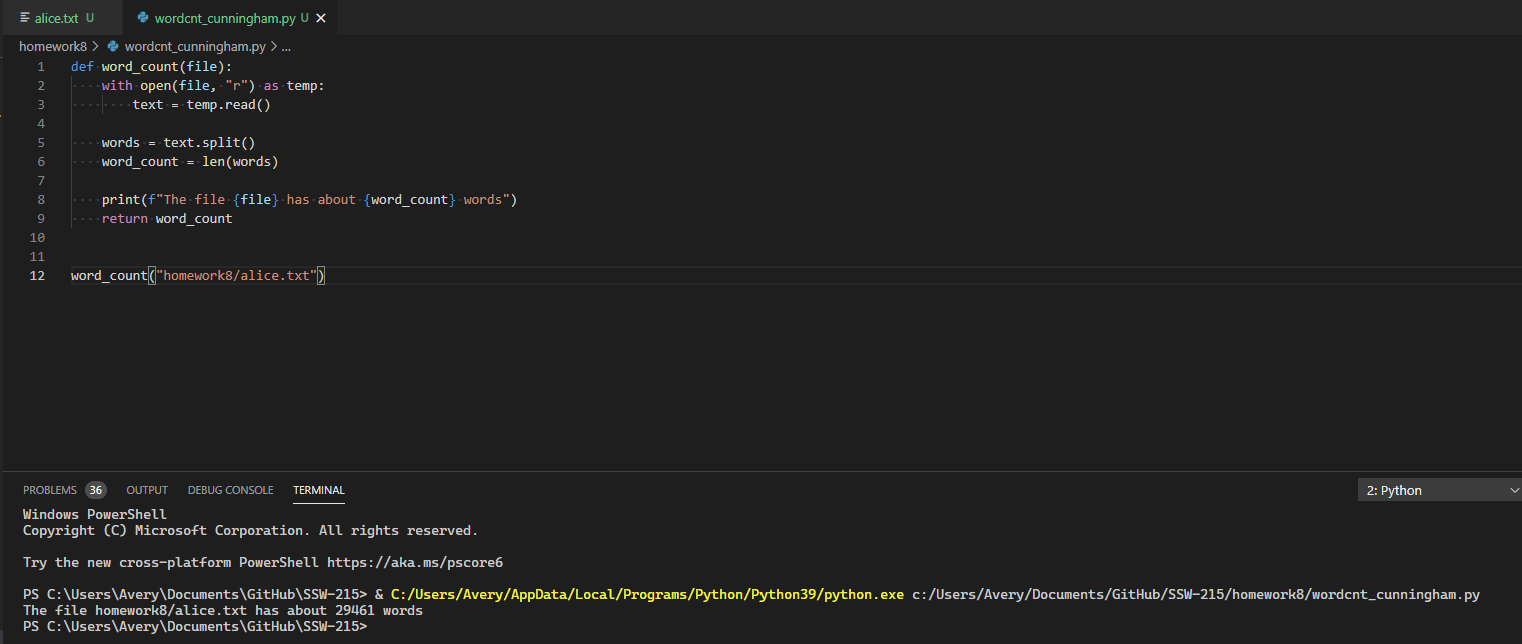 alice.txt U wordcnt_cunningham.py U ×
homework8 > wordcnt_cunningham.py > ...
1 def word_count(file):
2     with open(file, "r") as temp:
3         text = temp.read()
4
5     words = text.split()
6     word_count = len(words)
7
8     print(f"The file {file} has about {word_count} words")
9     return word_count
10
11
12 word_count("homework8/alice.txt")
PROBLEMS 36 OUTPUT DEBUG CONSOLE TERMINAL 2: Python
Windows PowerShell
Copyright (C) Microsoft Corporation. All rights reserved.
Try the new cross-platform PowerShell https://aka.ms/pscore6
PS C:\Users\Avery\Documents\GitHub\SSW-215> & C:/Users/Avery/AppData/Local/Programs/Python/Python39/python.exe c:/Users/Avery/Documents/GitHub/SSW-215/homework8/wordcnt_cunningham.py
The file homework8/alice.txt has about 29461 words
PS C:\Users\Avery\Documents\GitHub\SSW-215>